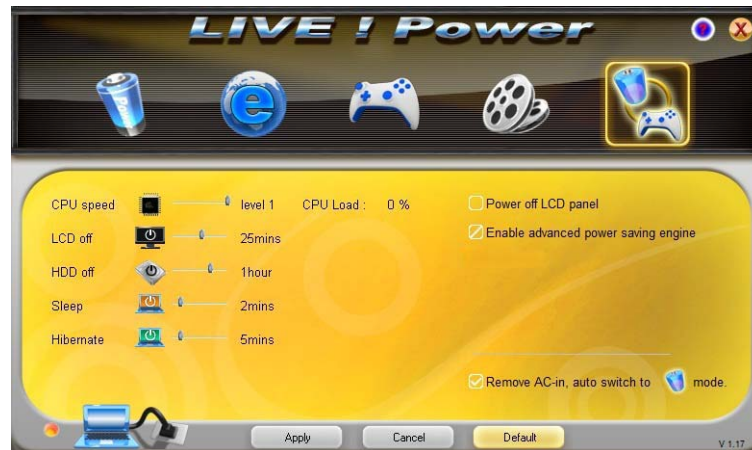 LIVE ! Power
CPU speed level 1 CPU Load : 0 %
Power off LCD panel
LCD off 25mins
Enable advanced power saving engine
HDD off 1hour
Sleep 2mins
Hibernate 5mins
Remove AC-in, auto switch to mode.
Apply Cancel Default
V 1.17